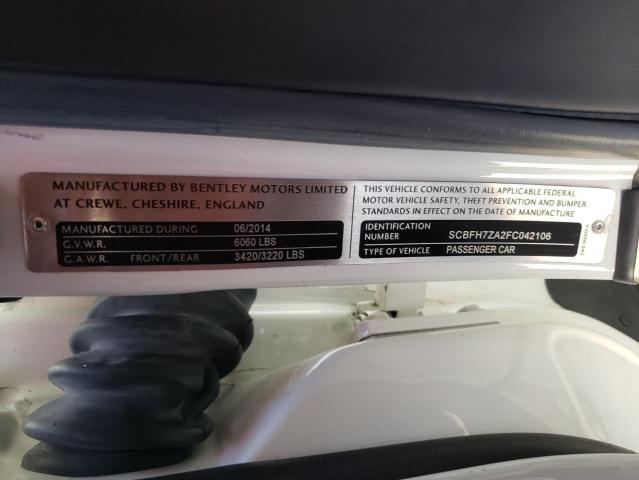 MANUFACTURED BY BENTLEY MOTORS LIMITED
AT CREWE, CHESHIRE, ENGLAND
MANUFACTURED DURING 06/2014
G.V.W.R. 6060 LBS
G.A.W.R. FRONT/REAR 3420/3220 LBS
THIS VEHICLE CONFORMS TO ALL APPLICABLE FEDERAL
MOTOR VEHICLE SAFETY, THEFT PREVENTION AND BUMPER
STANDARDS IN EFFECT ON THE DATE OF MANUFACTURE
IDENTIFICATION
NUMBER SCBFH7ZA2FC042106
TYPE OF VEHICLE PASSENGER CAR